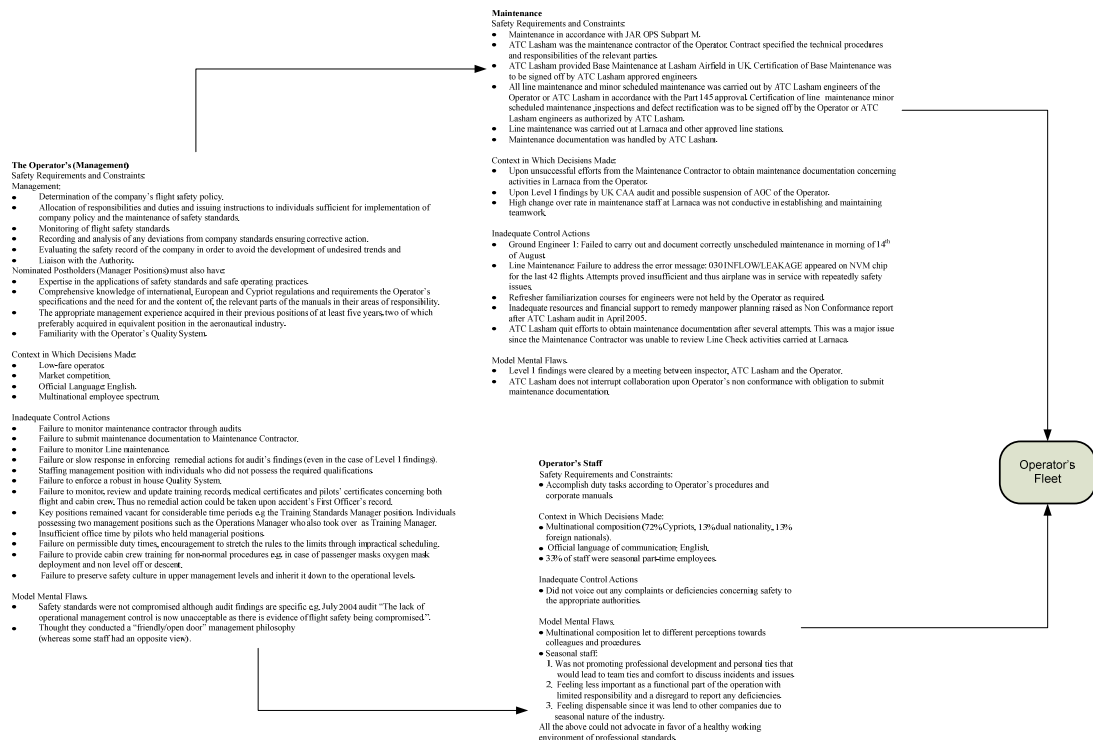 Maintenance
Safety Requirements and Constraints:
• Maintenance in accordance with JAR OPS Subpart M.
• ATC Lasham was the maintenance contractor of the Operator. Contract specified the technical procedures
and responsibilities of the relevant parties.
• ATC Lasham provided Base Maintenance at Lasham Airfield in UK. Certification of Base Maintenance was
to be signed off by ATC Lasham approved engineers.
• All line maintenance and minor scheduled maintenance was carried out by ATC Lasham engineers of the
Operator or ATC Lasham in accordance with the Part 145 approval. Certification of line maintenance minor
scheduled maintenance ,inspections and defect rectification was to be signed off by the Operator or ATC
Lasham engineers as authorized by ATC Lasham.
• Line maintenance was carried out at Larnaca and other approved line stations.
• Maintenance documentation was handled by ATC Lasham.
Context in Which Decisions Made:
• Upon unsuccessful efforts from the Maintenance Contractor to obtain maintenance documentation concerning
activities in Larnaca from the Operator.
• Upon Level 1 findings by UK CAA audit and possible suspension of AOC of the Operator.
• High change over rate in maintenance staff at Larnaca was not conductive in establishing and maintaining
teamwork.
Inadequate Control Actions
• Ground Engineer 1: Failed to carry out and document correctly unscheduled maintenance in morning of 14th
of August.
• Line Maintenance: Failure to address the error message: 030 INFLOW/LEAKAGE appeared on NVM chip
for the last 42 flights. Attempts proved insufficient and thus airplane was in service with repeatedly safety
issues.
• Refresher familiarization courses for engineers were not held by the Operator as required.
• Inadequate resources and financial support to remedy manpower planning raised as Non Conformance report
after ATC Lasham audit in April 2005.
• ATC Lasham quit efforts to obtain maintenance documentation after several attempts. This was a major issue
since the Maintenance Contractor was unable to review Line Check activities carried at Larnaca.
Model Mental Flaws.
• Level 1 findings were cleared by a meeting between inspector, ATC Lasham and the Operator.
• ATC Lasham does not interrupt collaboration upon Operator's non conformance with obligation to submit
maintenance documentation.
The Operator's (Management)
Safety Requirements and Constraints:
Management:
• Determination of the company's flight safety policy.
• Allocation of responsibilities and duties and issuing instructions to individuals sufficient for implementation of
company policy and the maintenance of safety standards.
• Monitoring of flight safety standards.
• Recording and analysis of any deviations from company standards ensuring corrective action.
• Evaluating the safety record of the company in order to avoid the development of undesired trends and
• Liaison with the Authority.
Nominated Postholders (Manager Positions) must also have:
• Expertise in the applications of safety standards and safe operating practices.
• Comprehensive knowledge of international, European and Cypriot regulations and requirements the Operator's
specifications and the need for and the content of, the relevant parts of the manuals in their areas of responsibility.
• The appropriate management experience acquired in their previous positions of at least five years, two of which
preferably acquired in equivalent position in the aeronautical industry.
• Familiarity with the Operator's Quality System.
Context in Which Decisions Made:
• Low-fare operator.
• Market competition.
• Official Language: English.
• Multinational employee spectrum.
Inadequate Control Actions
• Failure to monitor maintenance contractor through audits.
• Failure to submit maintenance documentation to Maintenance Contractor.
• Failure to monitor Line maintenance.
• Failure or slow response in enforcing remedial actions for audit's findings (even in the case of Level 1 findings).
• Staffing management position with individuals who did not possess the required qualifications.
• Failure to enforce a robust in house Quality System.
• Failure to monitor, review and update training records, medical certificates and pilots' certificates concerning both
flight and cabin crew. Thus no remedial action could be taken upon accident's First Officer's record.
• Key positions remained vacant for considerable time periods e.g the Training Standards Manager position. Individuals
possessing two management positions such as the Operations Manager who also took over as Training Manager.
• Insufficient office time by pilots who held managerial positions.
• Failure on permissible duty times, encouragement to stretch the rules to the limits through impractical scheduling.
• Failure to provide cabin crew training for non-normal procedures e.g. in case of passenger masks oxygen mask
deployment and non level off or descent.
• Failure to preserve safety culture in upper management levels and inherit it down to the operational levels.
Model Mental Flaws.
• Safety standards were not compromised although audit findings are specific e.g. July 2004 audit "The lack of
operational management control is now unacceptable as there is evidence of flight safety being compromised.".
• Thought they conducted a "friendly/open door" management philosophy
(whereas some staff had an opposite view).
Operator's Staff
Safety Requirements and Constraints:
• Accomplish duty tasks according to Operator's procedures and
corporate manuals.
Context in Which Decisions Made:
• Multinational composition (72% Cypriots, 15% dual nationality, 13%
foreign nationals).
• Official language of communication: English.
• 33% of staff were seasonal part-time employees.
Inadequate Control Actions
• Did not voice out any complaints or deficiencies concerning safety to
the appropriate authorities.
Model Mental Flaws.
• Multinational composition let to different perceptions towards
colleagues and procedures.
• Seasonal staff:
1. Was not promoting professional development and personal ties that
would lead to team ties and comfort to discuss incidents and issues.
2. Feeling less important as a functional part of the operation with
limited responsibility and a disregard to report any deficiencies.
3. Feeling dispensable since it was lend to other companies due to
seasonal nature of the industry.
All the above could not advocate in favor of a healthy working
environment of professional standards.
Operator's
Fleet